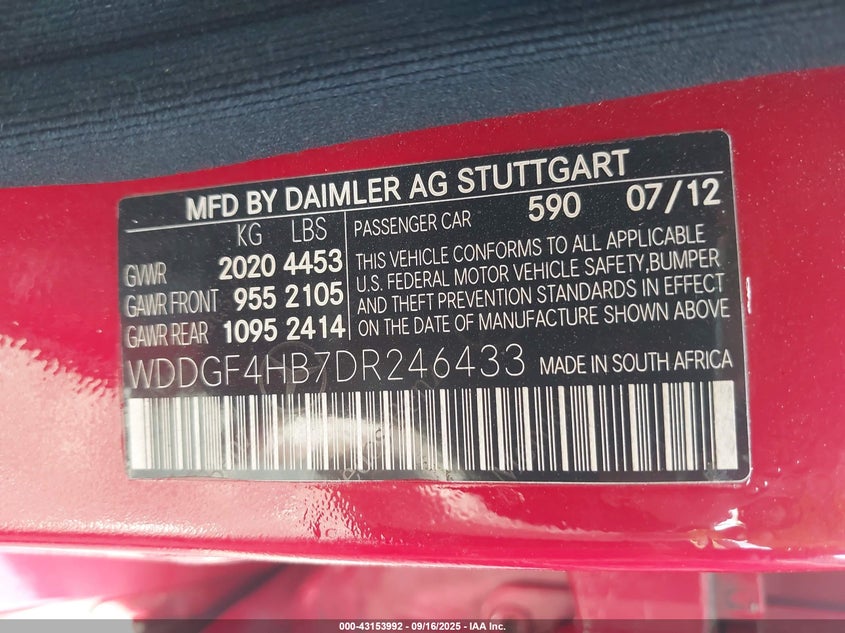 MFD BY DAIMLER AG STUTTGART
KG LBS
GVWR 2020 4453
GAWR FRONT 955 2105
GAWR REAR 1095 2414
PASSENGER CAR 590 07/12
THIS VEHICLE CONFORMS TO ALL APPLICABLE
U.S. FEDERAL MOTOR VEHICLE SAFETY,BUMPER
AND THEFT PREVENTION STANDARDS IN EFFECT
ON THE DATE OF MANUFACTURE SHOWN ABOVE
WDDGF4HB7DR246433 MADE IN SOUTH AFRICA
000-43153992 - 09/16/2025 - IAA Inc.